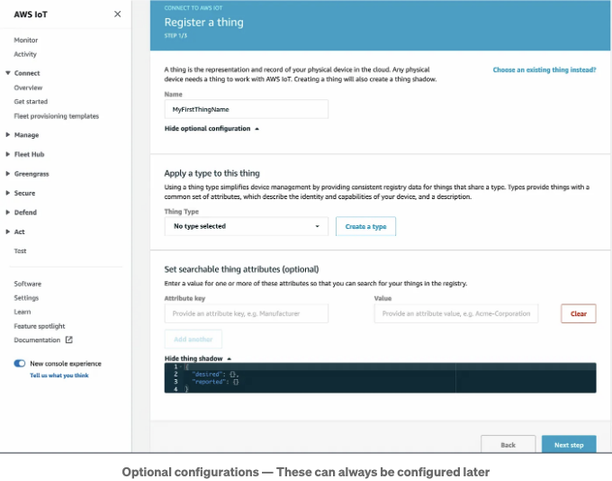 AWS IoT
Monitor
Activity
Connect
Overview
Get started
Fleet provisioning templates
Manage
Fleet Hub
Greengrass
Secure
Defend
Act
Test
Software
Settings
Learn
Feature spotlight
Documentation
New console experience
Tell us what you think
CONNECT TO AWS IOT
Register a thing
STEP 1/3
A thing is the representation and record of your physical device in the cloud. Any physical
device needs a thing to work with AWS IoT. Creating a thing will also create a thing shadow.
Choose an existing thing instead?
Name
MyFirstThingName
Hide optional configuration
Apply a type to this thing
Using a thing type simplifies device management by providing consistent registry data for things that share a type. Types provide things with a
common set of attributes, which describe the identity and capabilities of your device, and a description.
Thing Type
No type selected
Create a type
Set searchable thing attributes (optional)
Enter a value for one or more of these attributes so that you can search for your things in the registry.
Attribute key
Value
Provide an attribute key, e.g. Manufacturer
Provide an attribute value, e.g. Acme-Corporation
Clear
Add another
Hide thing shadow
1 {
2 "desired": {},
3 "reported": {}
4 }
Back
Next step
Optional configurations — These can always be configured later